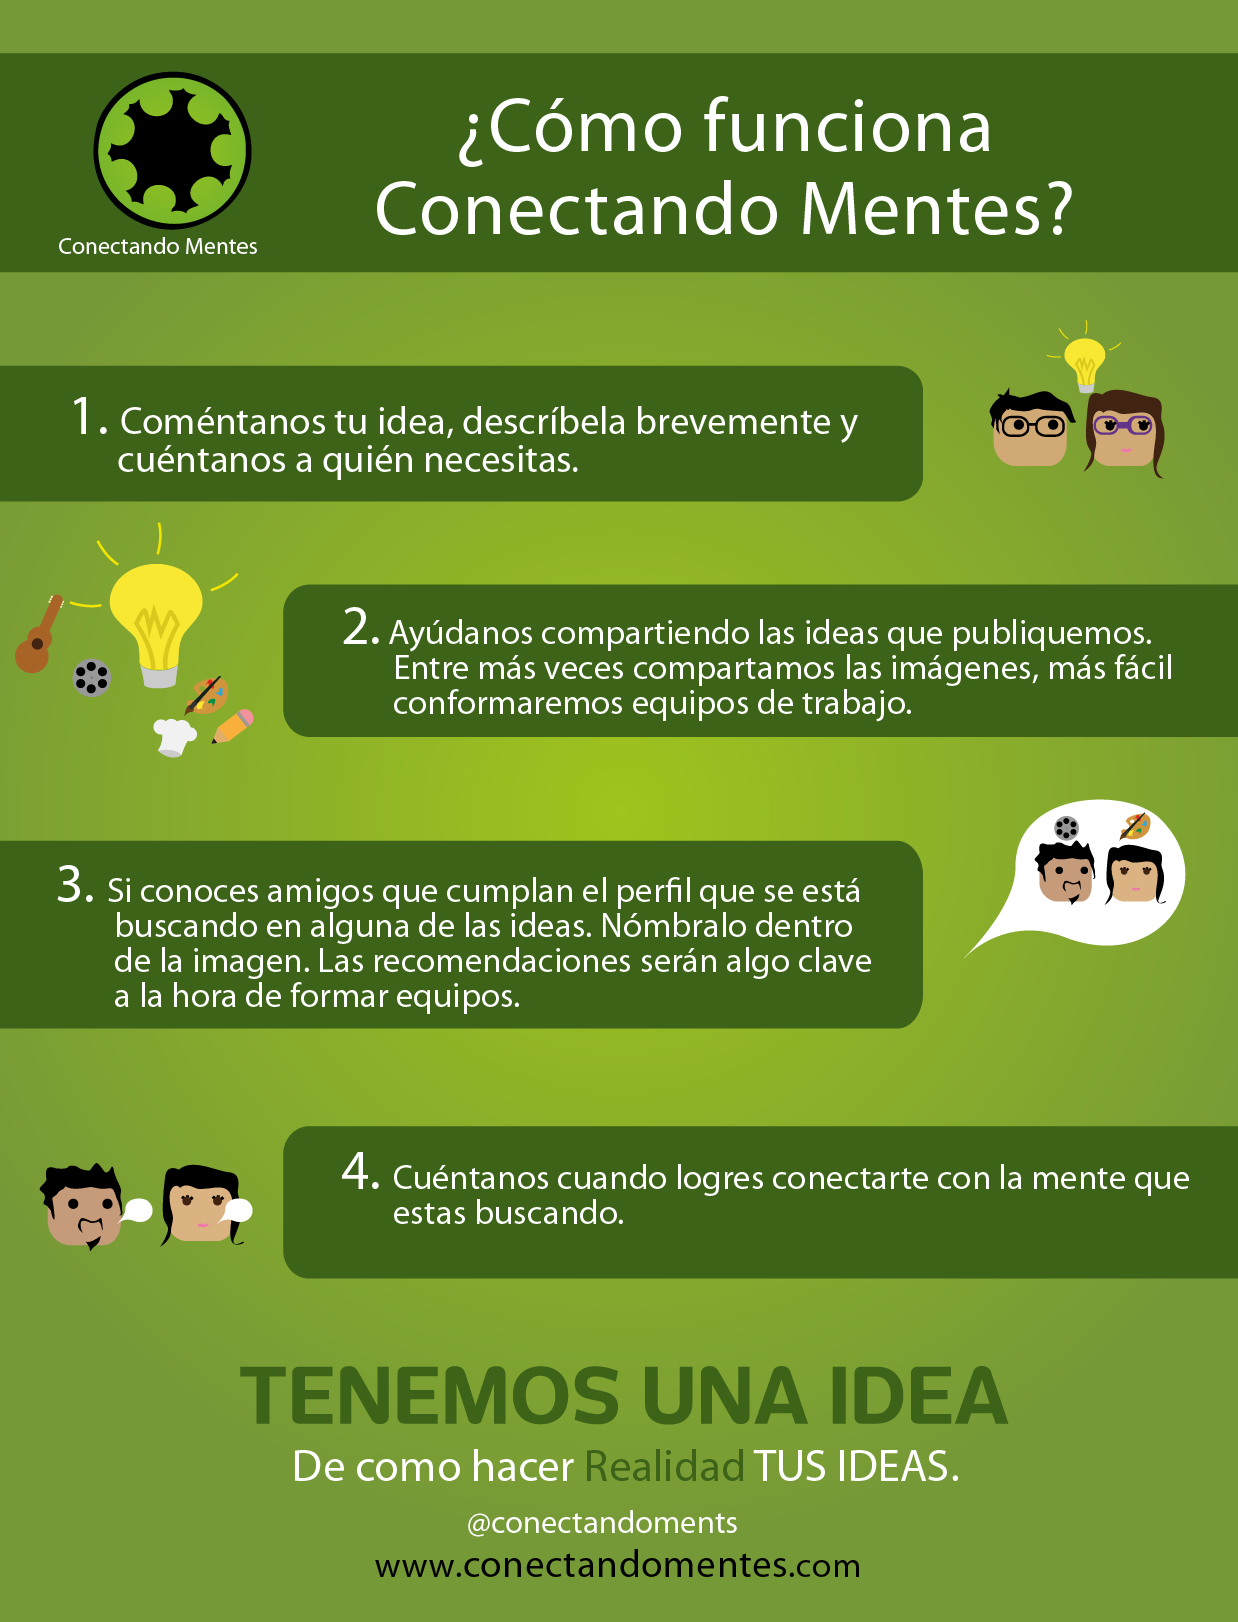 ¿Cómo funciona
Conectando Mentes?
Conectando Mentes
1. Coméntanos tu idea, descríbela brevemente y
cuéntanos a quién necesitas.
2. Ayúdanos compartiendo las ideas que publiquemos.
Entre más veces compartamos las imágenes, más fácil
conformaremos equipos de trabajo.
3. Si conoces amigos que cumplan el perfil que se está
buscando en alguna de las ideas. Nómbralo dentro
de la imagen. Las recomendaciones serán algo clave
a la hora de formar equipos.
4. Cuéntanos cuando logres conectarte con la mente que
estas buscando.
TENEMOS UNA IDEA
De como hacer Realidad TUS IDEAS.
@conectandoments
www.conectandomentes.com